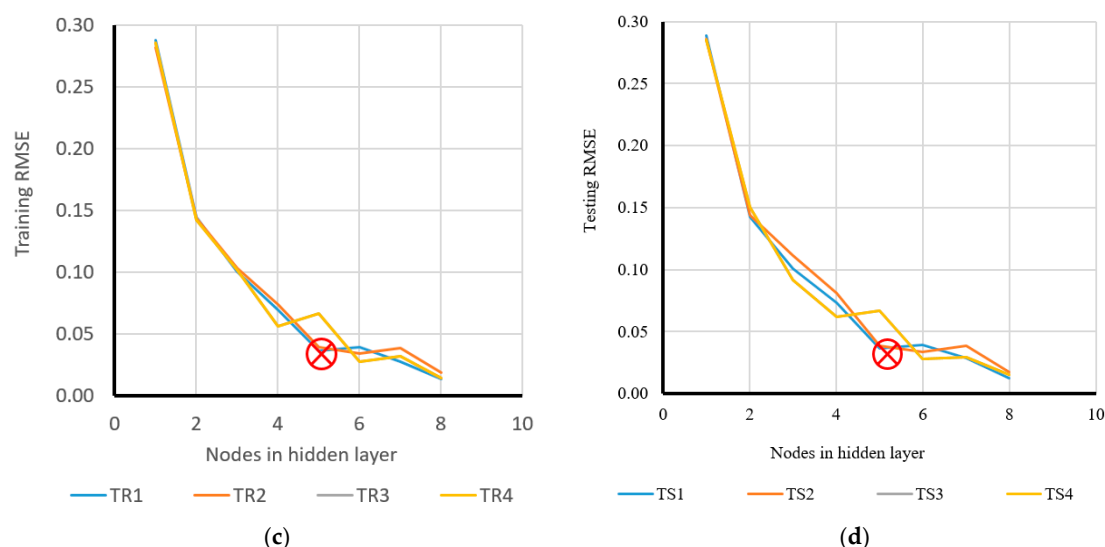 0.30
0.25
0.20
0.15
0.10
0.05
0.00
0 2 4 6 8 10
Training RMSE
Nodes in hidden layer
TR1 TR2 TR3 TR4
(c)
0.30
0.25
0.20
0.15
0.10
0.05
0.00
0 2 4 6 8 10
Testing RMSE
Nodes in hidden layer
TS1 TS2 TS3 TS4
(d)